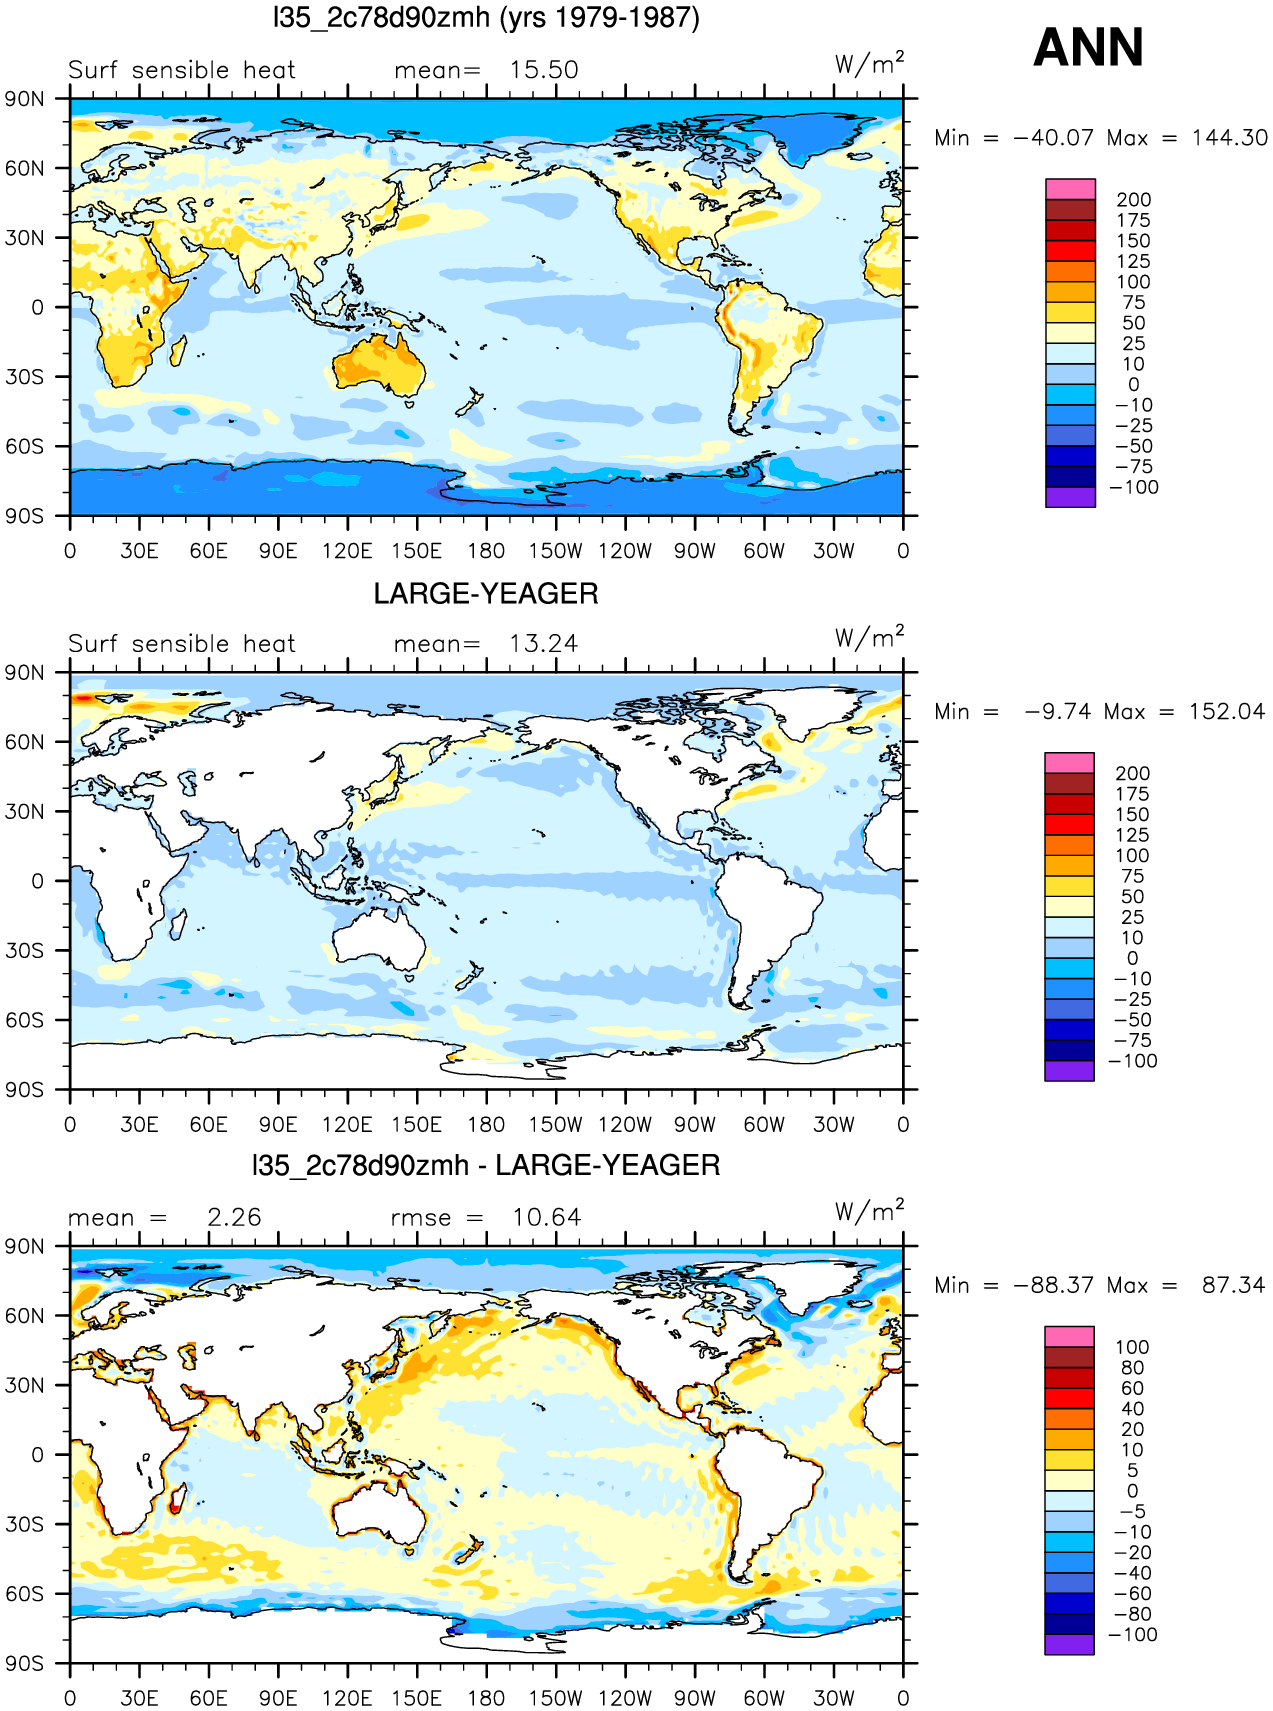 l35_2c78d90zmh (yrs 1979-1987)
ANN
Surf sensible heat mean= 15.50 W/m²
Min = −40.07 Max = 144.30
90N
60N
30N
0
30S
60S
90S
0 30E 60E 90E 120E 150E 180 150W 120W 90W 60W 30W 0
200
175
150
125
100
75
50
25
10
0
−10
−25
−50
−75
−100
LARGE-YEAGER
Surf sensible heat mean= 13.24 W/m²
Min = −9.74 Max = 152.04
90N
60N
30N
0
30S
60S
90S
0 30E 60E 90E 120E 150E 180 150W 120W 90W 60W 30W 0
200
175
150
125
100
75
50
25
10
0
−10
−25
−50
−75
−100
l35_2c78d90zmh - LARGE-YEAGER
mean = 2.26 rmse = 10.64 W/m²
Min = −88.37 Max = 87.34
90N
60N
30N
0
30S
60S
90S
0 30E 60E 90E 120E 150E 180 150W 120W 90W 60W 30W 0
100
80
60
40
20
10
5
0
−5
−10
−20
−40
−60
−80
−100